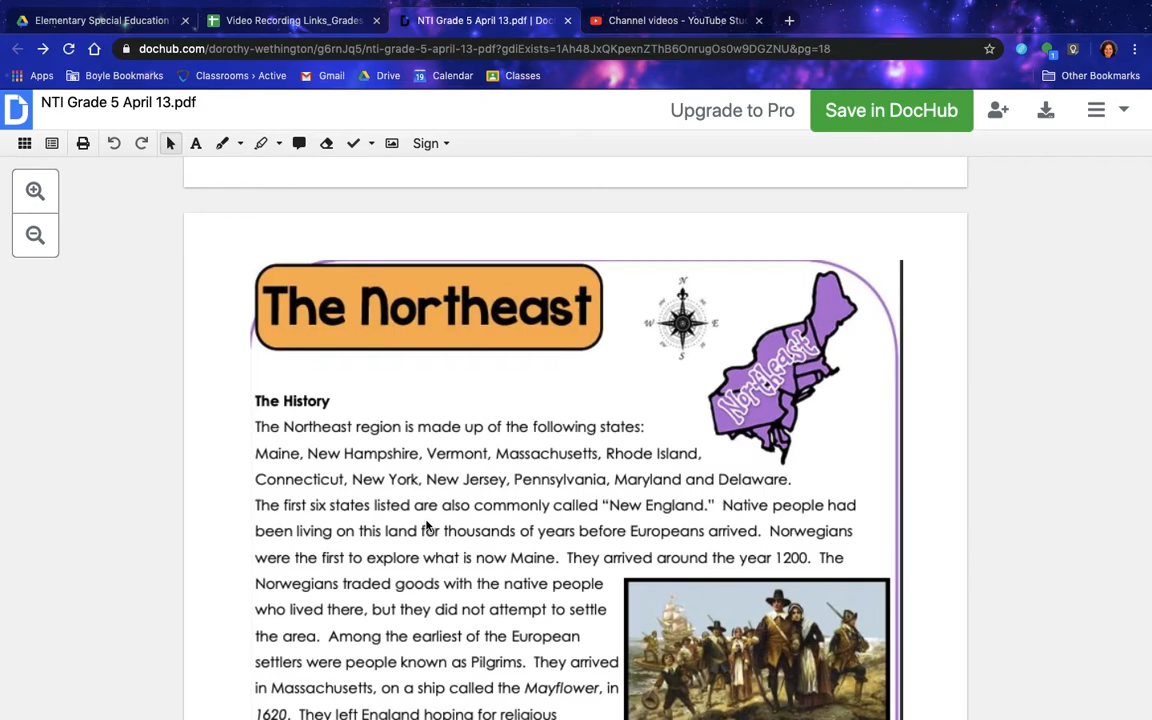 Elementary Special Education
Video Recording Links_Grades
NTI Grade 5 April 13.pdf | Doc
Channel videos - YouTube Stu
dochub.com/dorothy-wethington/g6rnJq5/nti-grade-5-april-13-pdf?gdiExists=1Ah48JxQKpexnZThB6OnrugOs0w9DGZNU&pg=18
Apps Boyle Bookmarks Classrooms > Active Gmail Drive 19 Calendar Classes Other Bookmarks
NTI Grade 5 April 13.pdf
Upgrade to Pro
Save in DocHub
A
Sign
The Northeast
N
W E
S
Northeast
The History
The Northeast region is made up of the following states:
Maine, New Hampshire, Vermont, Massachusetts, Rhode Island,
Connecticut, New York, New Jersey, Pennsylvania, Maryland and Delaware.
The first six states listed are also commonly called “New England.” Native people had
been living on this land for thousands of years before Europeans arrived. Norwegians
were the first to explore what is now Maine. They arrived around the year 1200. The
Norwegians traded goods with the native people
who lived there, but they did not attempt to settle
the area. Among the earliest of the European
settlers were people known as Pilgrims. They arrived
in Massachusetts, on a ship called the Mayflower, in
1620. They left England hoping for religious